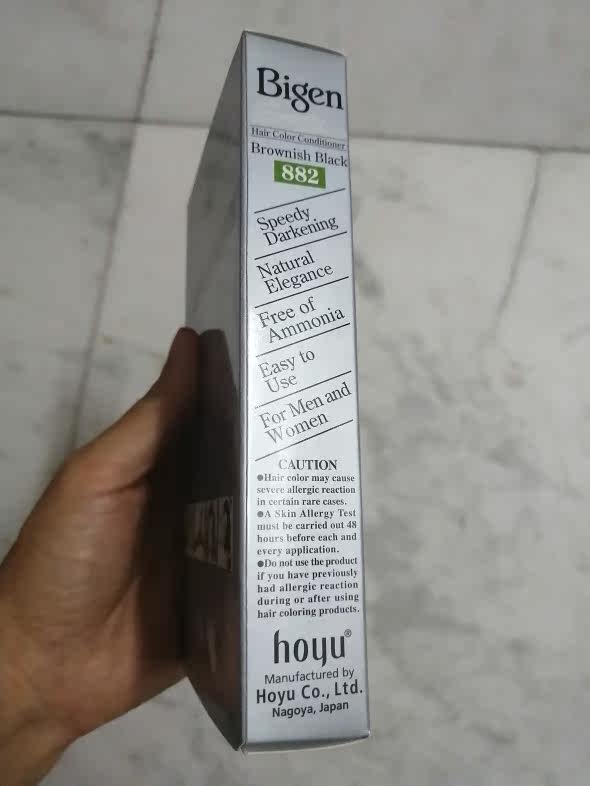 Bigen
Hair Color Conditioner
Brownish Black
882
Speedy
Darkening
Natural
Elegance
Free of
Ammonia
Easy to
Use
For Men and
Women
CAUTION
●Hair color may cause
severe allergic reaction
in certain rare cases.
●A Skin Allergy Test
must be carried out 48
hours before each and
every application.
●Do not use the product
if you have previously
had allergic reaction
during or after using
hair coloring products.
hoyu®
Manufactured by
Hoyu Co., Ltd.
Nagoya, Japan